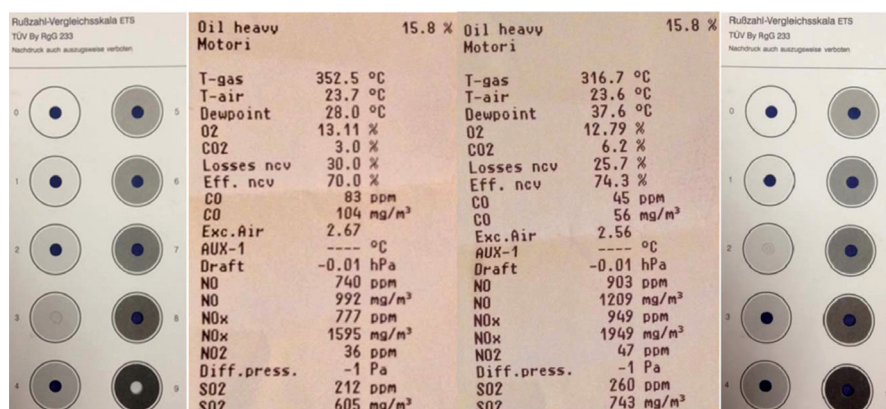 Rußzahl-Vergleichsskala ETS
TÜV By RgG 233
Nachdruck auch auszugsweise verboten
0
5
1
6
2
7
3
8
4
9
Oil heavy 15.8 %
Motori
T-gas 352.5 °C
T-air 23.7 °C
Dewpoint 28.0 °C
O2 13.11 %
CO2 3.0 %
Losses ncv 30.0 %
Eff. ncv 70.0 %
CO 83 ppm
CO 104 mg/m³
Exc.Air 2.67
AUX-1 ---- °C
Draft -0.01 hPa
NO 740 ppm
NO 992 mg/m³
NOx 777 ppm
NOx 1595 mg/m³
NO2 36 ppm
Diff.press. -1 Pa
SO2 212 ppm
SO2 605 mg/m³
Oil heavy 15.8 %
Motori
T-gas 316.7 °C
T-air 23.6 °C
Dewpoint 37.6 °C
O2 12.79 %
CO2 6.2 %
Losses ncv 25.7 %
Eff. ncv 74.3 %
CO 45 ppm
CO 56 mg/m³
Exc.Air 2.56
AUX-1 ---- °C
Draft -0.01 hPa
NO 903 ppm
NO 1209 mg/m³
NOx 949 ppm
NOx 1949 mg/m³
NO2 47 ppm
Diff.press. -1 Pa
SO2 260 ppm
SO2 743 mg/m³
Rußzahl-Vergleichsskala ETS
TÜV By RgG 233
Nachdruck auch auszugsweise verboten
0
1
2
3
4